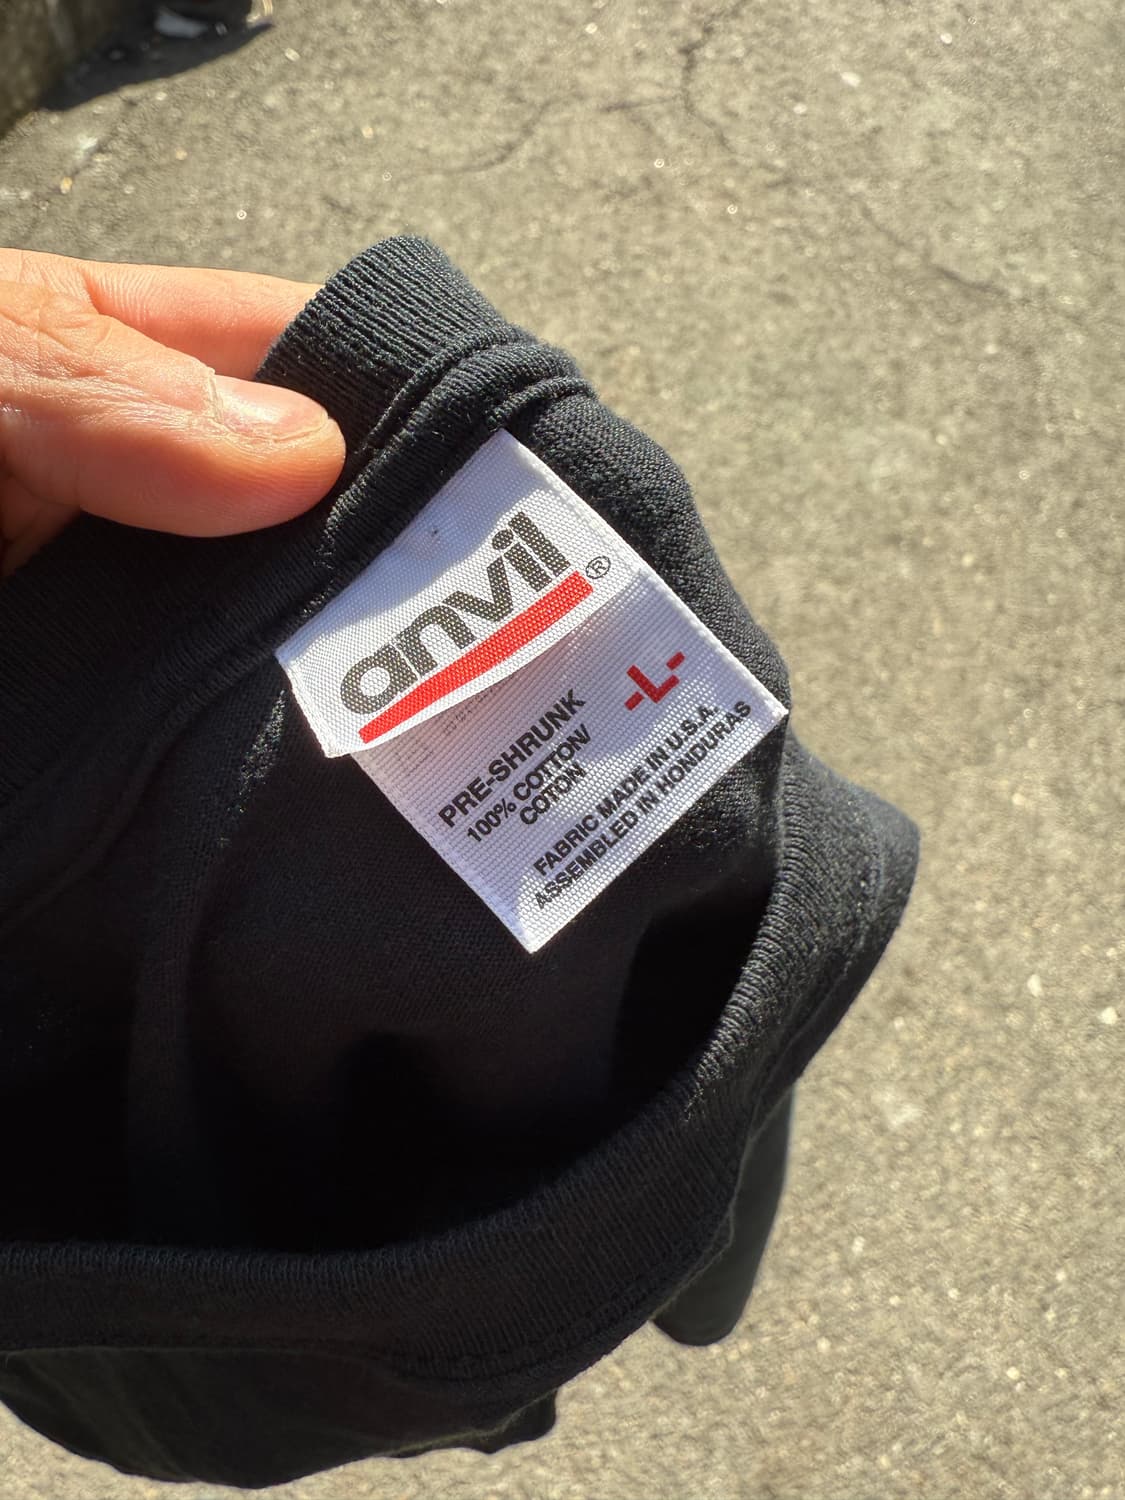 anvil®
-L-
PRE-SHRUNK
100% COTTON/
COTON
FABRIC MADE IN U.S.A.
ASSEMBLED IN HONDURAS